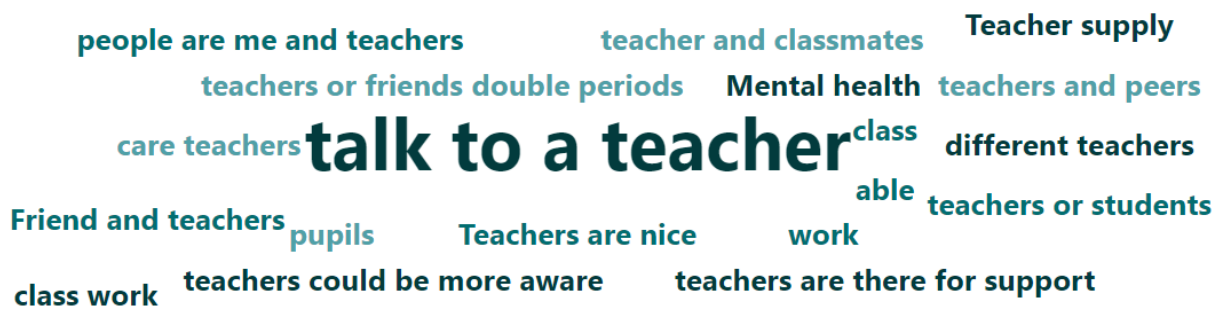 Teacher supply
people are me and teachers
teacher and classmates
teachers or friends double periods
Mental health
teachers and peers
care teachers
talk to a teacher
class
different teachers
able
teachers or students
Friend and teachers
pupils
Teachers are nice
work
teachers could be more aware
teachers are there for support
class work